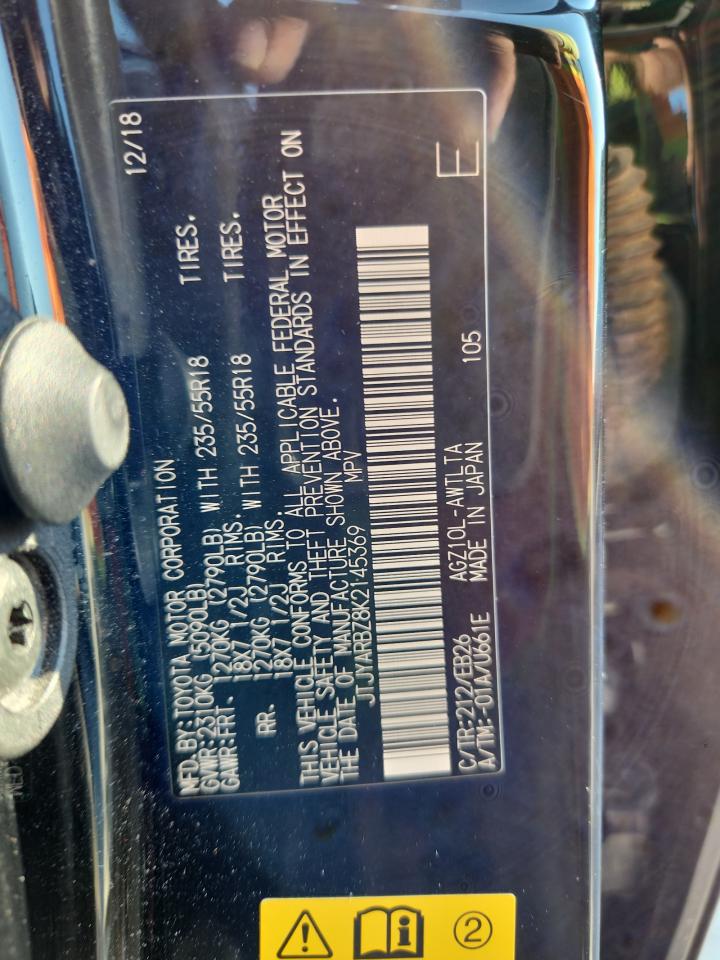 12/18
MFD. BY: TOYOTA MOTOR CORPORATION
GVWR: 2310KG (5090LB)
GAWR: FRT. 1270KG (2790LB) WITH 235/55R18 TIRES.
18X7 1/2J RIMS.
RR. 1270KG (2790LB) WITH 235/55R18 TIRES.
18X7 1/2J RIMS.
THIS VEHICLE CONFORMS TO ALL APPLICABLE FEDERAL MOTOR
VEHICLE SAFETY AND THEFT PREVENTION STANDARDS IN EFFECT ON
THE DATE OF MANUFACTURE SHOWN ABOVE.
JTJYARBZ8K2145369 MPV
C/TR:212/EB26 AGZ10L-AWTLTA 105
A/TM:-01A/U661E MADE IN JAPAN
E
2